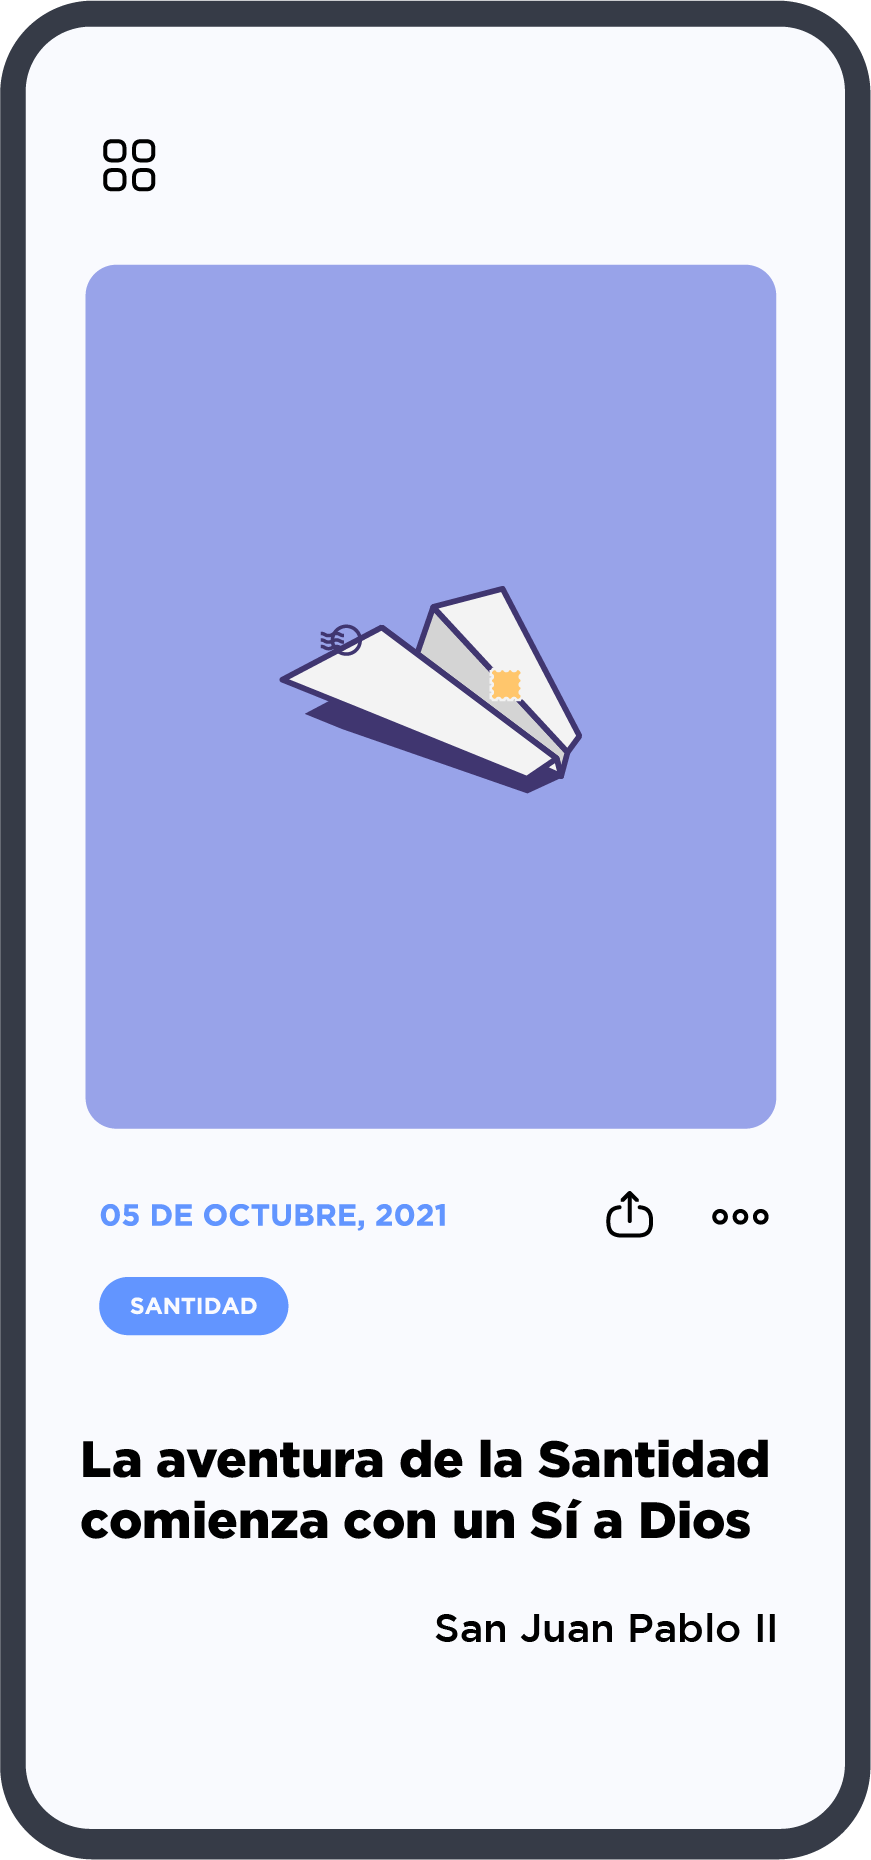 05 DE OCTUBRE, 2021
SANTIDAD
La aventura de la Santidad
comienza con un Sí a Dios
San Juan Pablo II